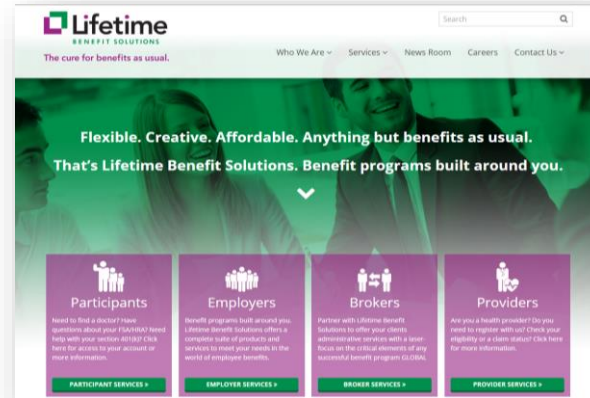 Lifetime
BENEFIT SOLUTIONS
The cure for benefits as usual.
Search
Who We Are
Services
News Room
Careers
Contact Us
Flexible. Creative. Affordable. Anything but benefits as usual.
That's Lifetime Benefit Solutions. Benefit programs built around you.
Participants
Need to find a doctor? Have
questions about your FSA/HRA? Need
help with your section 401(k)? Click
here for access to your account or
more information.
PARTICIPANT SERVICES »
Employers
Benefit programs built around you.
Lifetime Benefit Solutions offers a
complete suite of products and
services to meet your needs in the
world of employee benefits.
EMPLOYER SERVICES »
Brokers
Partner with Lifetime Benefit
Solutions to offer your clients
administrative services with a laser-
focus on the critical elements of any
successful benefit program GLOBAL
BROKER SERVICES »
Providers
Are you a health provider? Do you
need to register with us? Check your
eligibility or a claim status? Click here
for more information.
PROVIDER SERVICES »